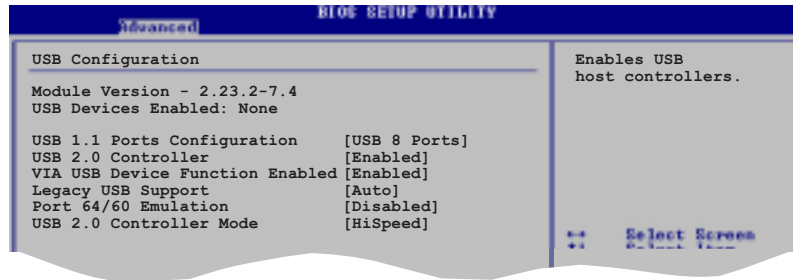 BIOS SETUP UTILITY
Advanced
USB Configuration
Module Version - 2.23.2-7.4
USB Devices Enabled: None
USB 1.1 Ports Configuration [USB 8 Ports]
USB 2.0 Controller [Enabled]
VIA USB Device Function Enabled [Enabled]
Legacy USB Support [Auto]
Port 64/60 Emulation [Disabled]
USB 2.0 Controller Mode [HiSpeed]
Enables USB
host controllers.
↔ Select Screen
↑↓ Select Item